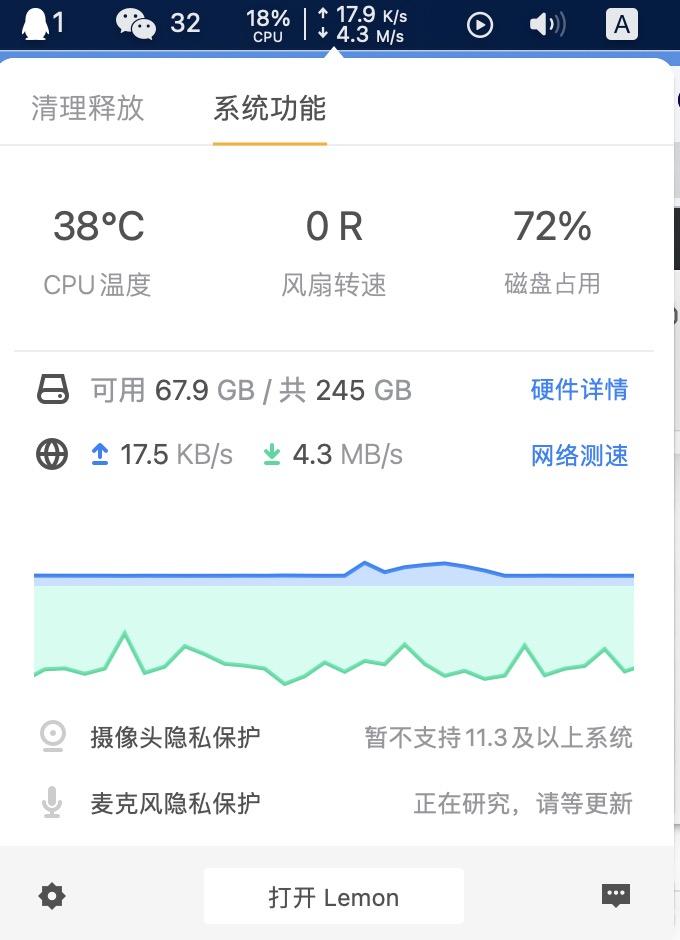 1 32 18% CPU 17.9 K/s 4.3 M/s A
清理释放 系统功能
38°C 0 R 72%
CPU温度 风扇转速 磁盘占用
可用 67.9 GB / 共 245 GB 硬件详情
17.5 KB/s 4.3 MB/s 网络测速
摄像头隐私保护 暂不支持11.3及以上系统
麦克风隐私保护 正在研究，请等更新
打开 Lemon